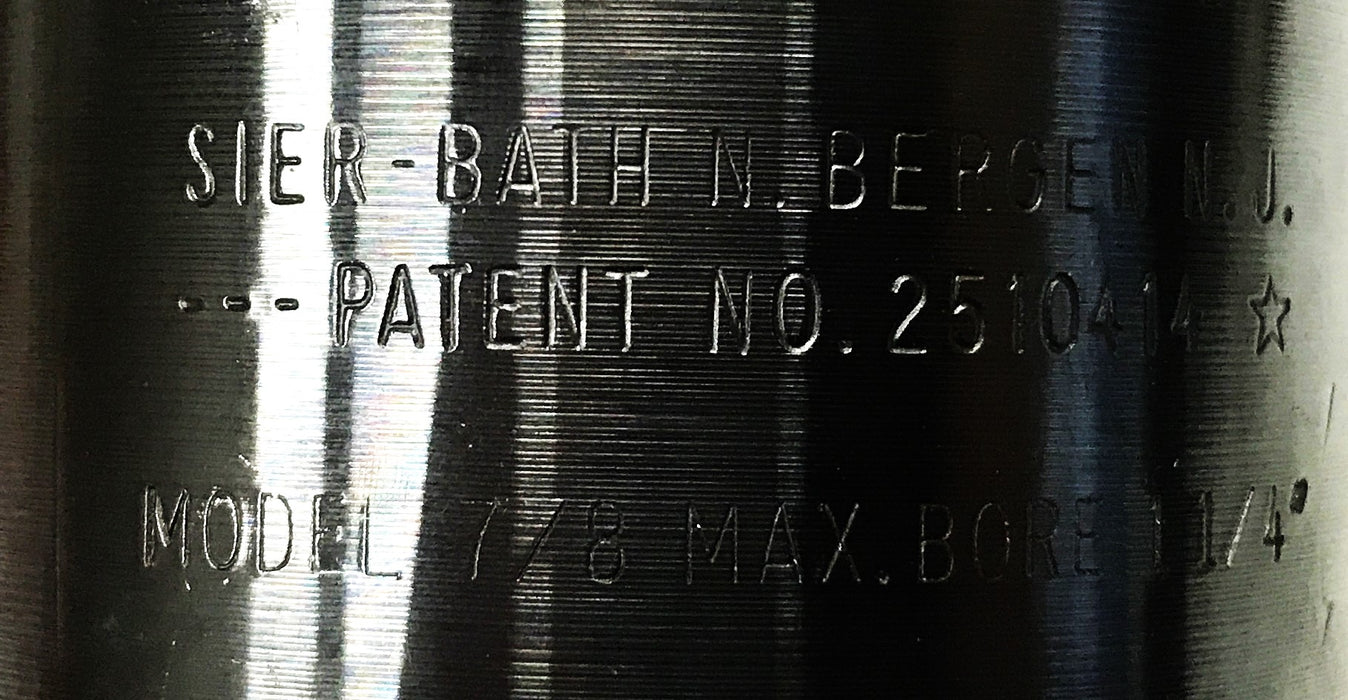 SIER-BATH N. BERGEN N.J.
--- PATENT NO. 2510414 ☆
MODEL 7/8 MAX. BORE 1 1/4"